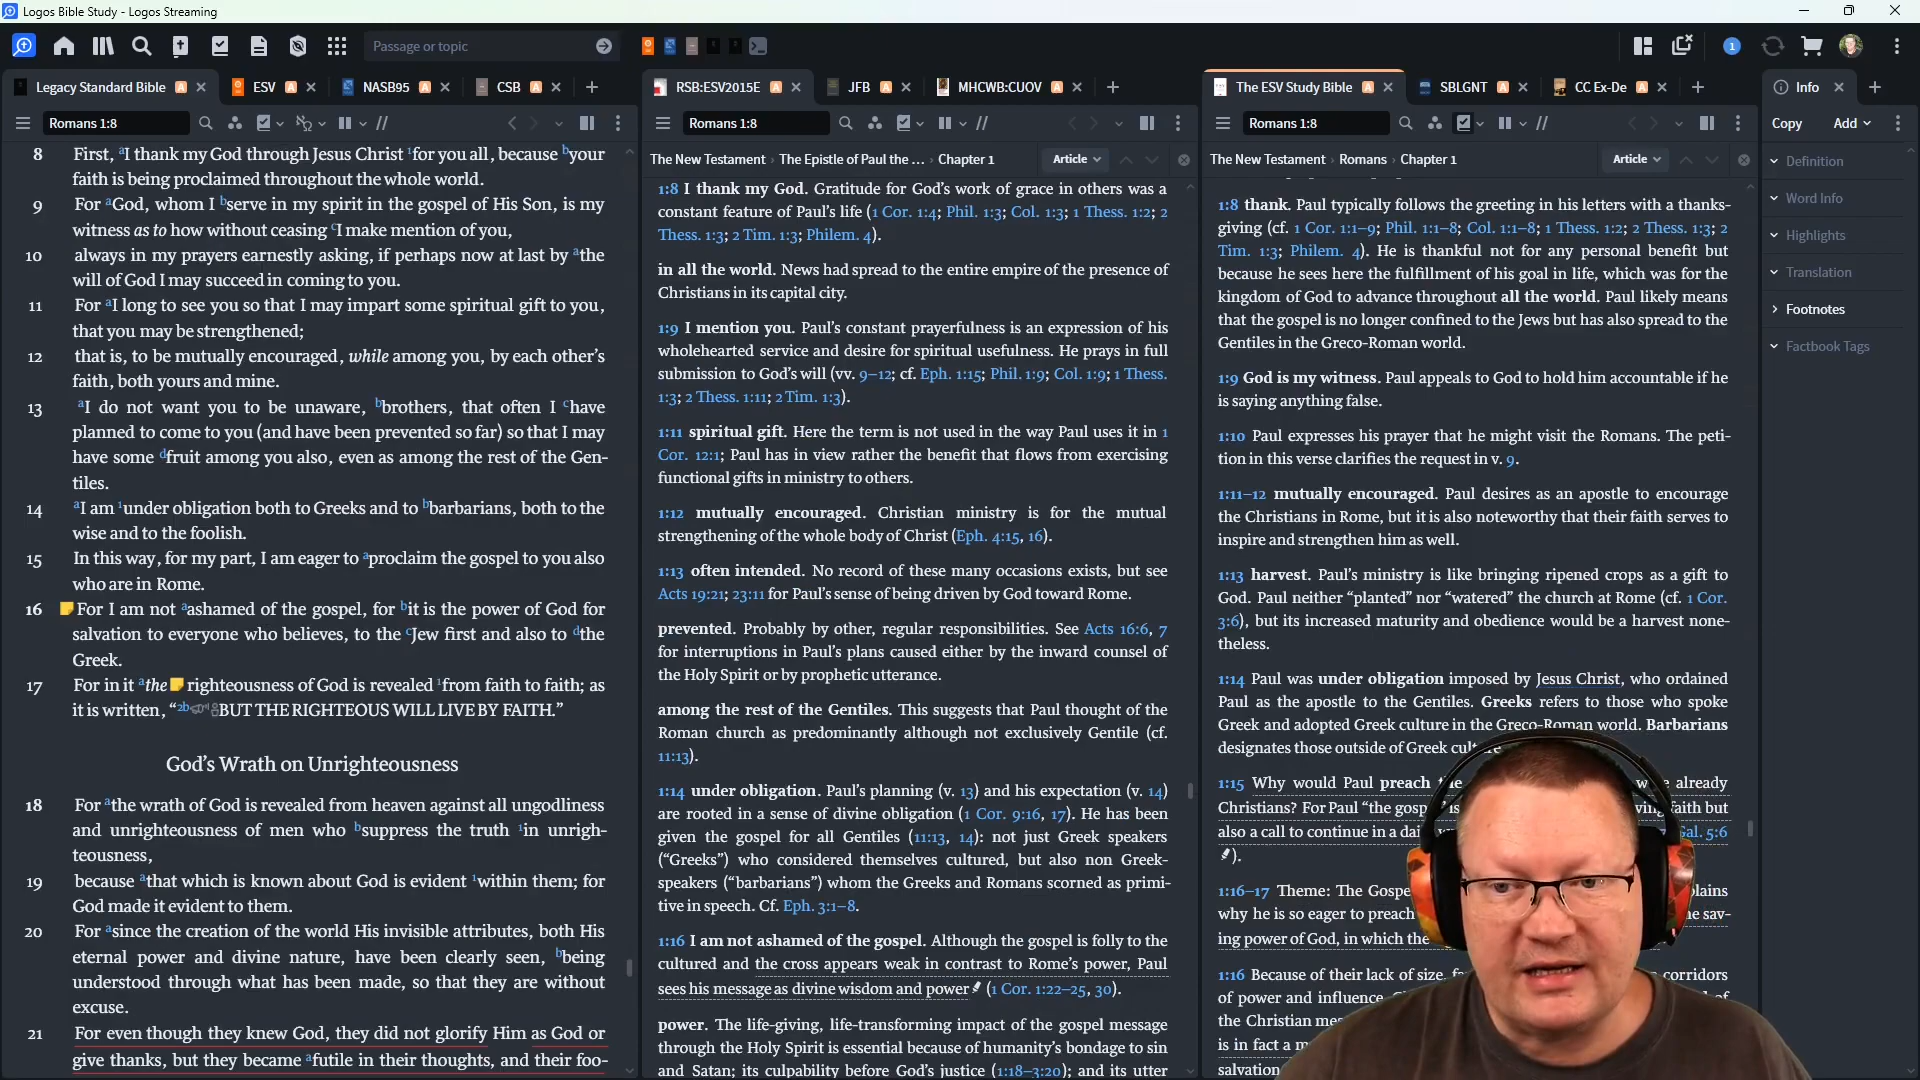 Logos Bible Study - Logos Streaming
Passage or topic
1
Legacy Standard Bible A
ESV A
NASB95 A
CSB A
RSB:ESV2015E A
JFB A
MHCWB:CUOV A
The ESV Study Bible A
SBLGNT A
CC Ex-De A
Info
Romans 1:8
Romans 1:8
Romans 1:8
Copy
Add
8 First, aI thank my God through Jesus Christ 1for you all, because byour
faith is being proclaimed throughout the whole world.
9 For aGod, whom I bserve in my spirit in the gospel of His Son, is my
witness as to how without ceasing cI make mention of you,
10 always in my prayers earnestly asking, if perhaps now at last by athe
will of God I may succeed in coming to you.
11 For aI long to see you so that I may impart some spiritual gift to you,
that you may be strengthened;
12 that is, to be mutually encouraged, while among you, by each other’s
faith, both yours and mine.
13 aI do not want you to be unaware, bbrothers, that often I chave
planned to come to you (and have been prevented so far) so that I may
have some dfruit among you also, even as among the rest of the Gen-
tiles.
14 aI am 1under obligation both to Greeks and to bbarbarians, both to the
wise and to the foolish.
15 In this way, for my part, I am eager to aproclaim the gospel to you also
who are in Rome.
16 For I am not aashamed of the gospel, for bit is the power of God for
salvation to everyone who believes, to the cJew first and also to dthe
Greek.
17 For in it athe righteousness of God is revealed 1from faith to faith; as
it is written, “2bBUT THE RIGHTEOUS WILL LIVE BY FAITH.”
God’s Wrath on Unrighteousness
18 For athe wrath of God is revealed from heaven against all ungodliness
and unrighteousness of men who bsuppress the truth 1in unrigh-
teousness,
19 because athat which is known about God is evident 1within them; for
God made it evident to them.
20 For asince the creation of the world His invisible attributes, both His
eternal power and divine nature, have been clearly seen, bbeing
understood through what has been made, so that they are without
excuse.
21 For even though they knew God, they did not glorify Him as God or
give thanks, but they became afutile in their thoughts, and their foo-
The New Testament › The Epistle of Paul the ... › Chapter 1
Article
1:8 I thank my God. Gratitude for God’s work of grace in others was a
constant feature of Paul’s life (1 Cor. 1:4; Phil. 1:3; Col. 1:3; 1 Thess. 1:2; 2
Thess. 1:3; 2 Tim. 1:3; Philem. 4).
in all the world. News had spread to the entire empire of the presence of
Christians in its capital city.
1:9 I mention you. Paul’s constant prayerfulness is an expression of his
wholehearted service and desire for spiritual usefulness. He prays in full
submission to God’s will (vv. 9–12; cf. Eph. 1:15; Phil. 1:9; Col. 1:9; 1 Thess.
1:3; 2 Thess. 1:11; 2 Tim. 1:3).
1:11 spiritual gift. Here the term is not used in the way Paul uses it in 1
Cor. 12:1; Paul has in view rather the benefit that flows from exercising
functional gifts in ministry to others.
1:12 mutually encouraged. Christian ministry is for the mutual
strengthening of the whole body of Christ (Eph. 4:15, 16).
1:13 often intended. No record of these many occasions exists, but see
Acts 19:21; 23:11 for Paul’s sense of being driven by God toward Rome.
prevented. Probably by other, regular responsibilities. See Acts 16:6, 7
for interruptions in Paul’s plans caused either by the inward counsel of
the Holy Spirit or by prophetic utterance.
among the rest of the Gentiles. This suggests that Paul thought of the
Roman church as predominantly although not exclusively Gentile (cf.
11:13).
1:14 under obligation. Paul’s planning (v. 13) and his expectation (v. 14)
are rooted in a sense of divine obligation (1 Cor. 9:16, 17). He has been
given the gospel for all Gentiles (11:13, 14): not just Greek speakers
(“Greeks”) who considered themselves cultured, but also non Greek-
speakers (“barbarians”) whom the Greeks and Romans scorned as primi-
tive in speech. Cf. Eph. 3:1–8.
1:16 I am not ashamed of the gospel. Although the gospel is folly to the
cultured and the cross appears weak in contrast to Rome’s power, Paul
sees his message as divine wisdom and power (1 Cor. 1:22–25, 30).
power. The life-giving, life-transforming impact of the gospel message
through the Holy Spirit is essential because of humanity’s bondage to sin
and Satan; its culpability before God’s justice (1:18–3:20); and its utter
The New Testament › Romans › Chapter 1
Article
1:8 thank. Paul typically follows the greeting in his letters with a thanks-
giving (cf. 1 Cor. 1:1–9; Phil. 1:1–8; Col. 1:1–8; 1 Thess. 1:2; 2 Thess. 1:3; 2
Tim. 1:3; Philem. 4). He is thankful not for any personal benefit but
because he sees here the fulfillment of his goal in life, which was for the
kingdom of God to advance throughout all the world. Paul likely means
that the gospel is no longer confined to the Jews but has also spread to the
Gentiles in the Greco-Roman world.
1:9 God is my witness. Paul appeals to God to hold him accountable if he
is saying anything false.
1:10 Paul expresses his prayer that he might visit the Romans. The peti-
tion in this verse clarifies the request in v. 9.
1:11–12 mutually encouraged. Paul desires as an apostle to encourage
the Christians in Rome, but it is also noteworthy that their faith serves to
inspire and strengthen him as well.
1:13 harvest. Paul’s ministry is like bringing ripened crops as a gift to
God. Paul neither “planted” nor “watered” the church at Rome (cf. 1 Cor.
3:6), but its increased maturity and obedience would be a harvest none-
theless.
1:14 Paul was under obligation imposed by Jesus Christ, who ordained
Paul as the apostle to the Gentiles. Greeks refers to those who spoke
Greek and adopted Greek culture in the Greco-Roman world. Barbarians
designates those outside of Greek culture
1:15 Why would Paul preach the already
Christians? For Paul “the gosp is faith but
also a call to continue in a Gal. 5:6
).
1:16–17 Theme: The Gospe plains
why he is so eager to preach he sav-
ing power of God, in which the
1:16 Because of their lack of size, corridors
of power and influence, of
the Christian mes
is in fact a m
salvation
Definition
Word Info
Highlights
Translation
Footnotes
Factbook Tags